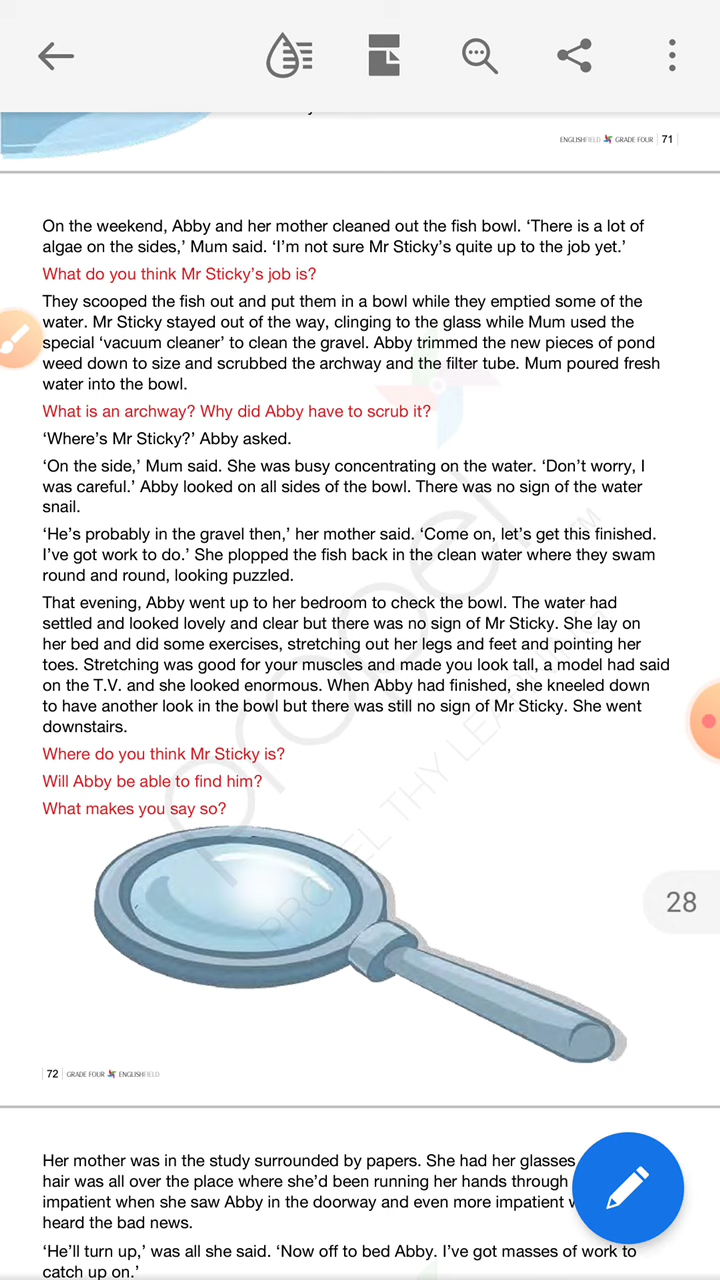 ENGLISHFIELD GRADE FOUR 71
On the weekend, Abby and her mother cleaned out the fish bowl. ‘There is a lot of
algae on the sides,’ Mum said. ‘I’m not sure Mr Sticky’s quite up to the job yet.’
What do you think Mr Sticky’s job is?
They scooped the fish out and put them in a bowl while they emptied some of the
water. Mr Sticky stayed out of the way, clinging to the glass while Mum used the
special ‘vacuum cleaner’ to clean the gravel. Abby trimmed the new pieces of pond
weed down to size and scrubbed the archway and the filter tube. Mum poured fresh
water into the bowl.
What is an archway? Why did Abby have to scrub it?
‘Where’s Mr Sticky?’ Abby asked.
‘On the side,’ Mum said. She was busy concentrating on the water. ‘Don’t worry, I
was careful.’ Abby looked on all sides of the bowl. There was no sign of the water
snail.
‘He’s probably in the gravel then,’ her mother said. ‘Come on, let’s get this finished.
I’ve got work to do.’ She plopped the fish back in the clean water where they swam
round and round, looking puzzled.
That evening, Abby went up to her bedroom to check the bowl. The water had
settled and looked lovely and clear but there was no sign of Mr Sticky. She lay on
her bed and did some exercises, stretching out her legs and feet and pointing her
toes. Stretching was good for your muscles and made you look tall, a model had said
on the T.V. and she looked enormous. When Abby had finished, she kneeled down
to have another look in the bowl but there was still no sign of Mr Sticky. She went
downstairs.
Where do you think Mr Sticky is?
Will Abby be able to find him?
What makes you say so?
propel TM
PROPEL THY LEARNING
28
72 GRADE FOUR ENGLISHFIELD
Her mother was in the study surrounded by papers. She had her glasses
hair was all over the place where she’d been running her hands through
impatient when she saw Abby in the doorway and even more impatient
heard the bad news.
‘He’ll turn up,’ was all she said. ‘Now off to bed Abby. I’ve got masses of work to
catch up on.’